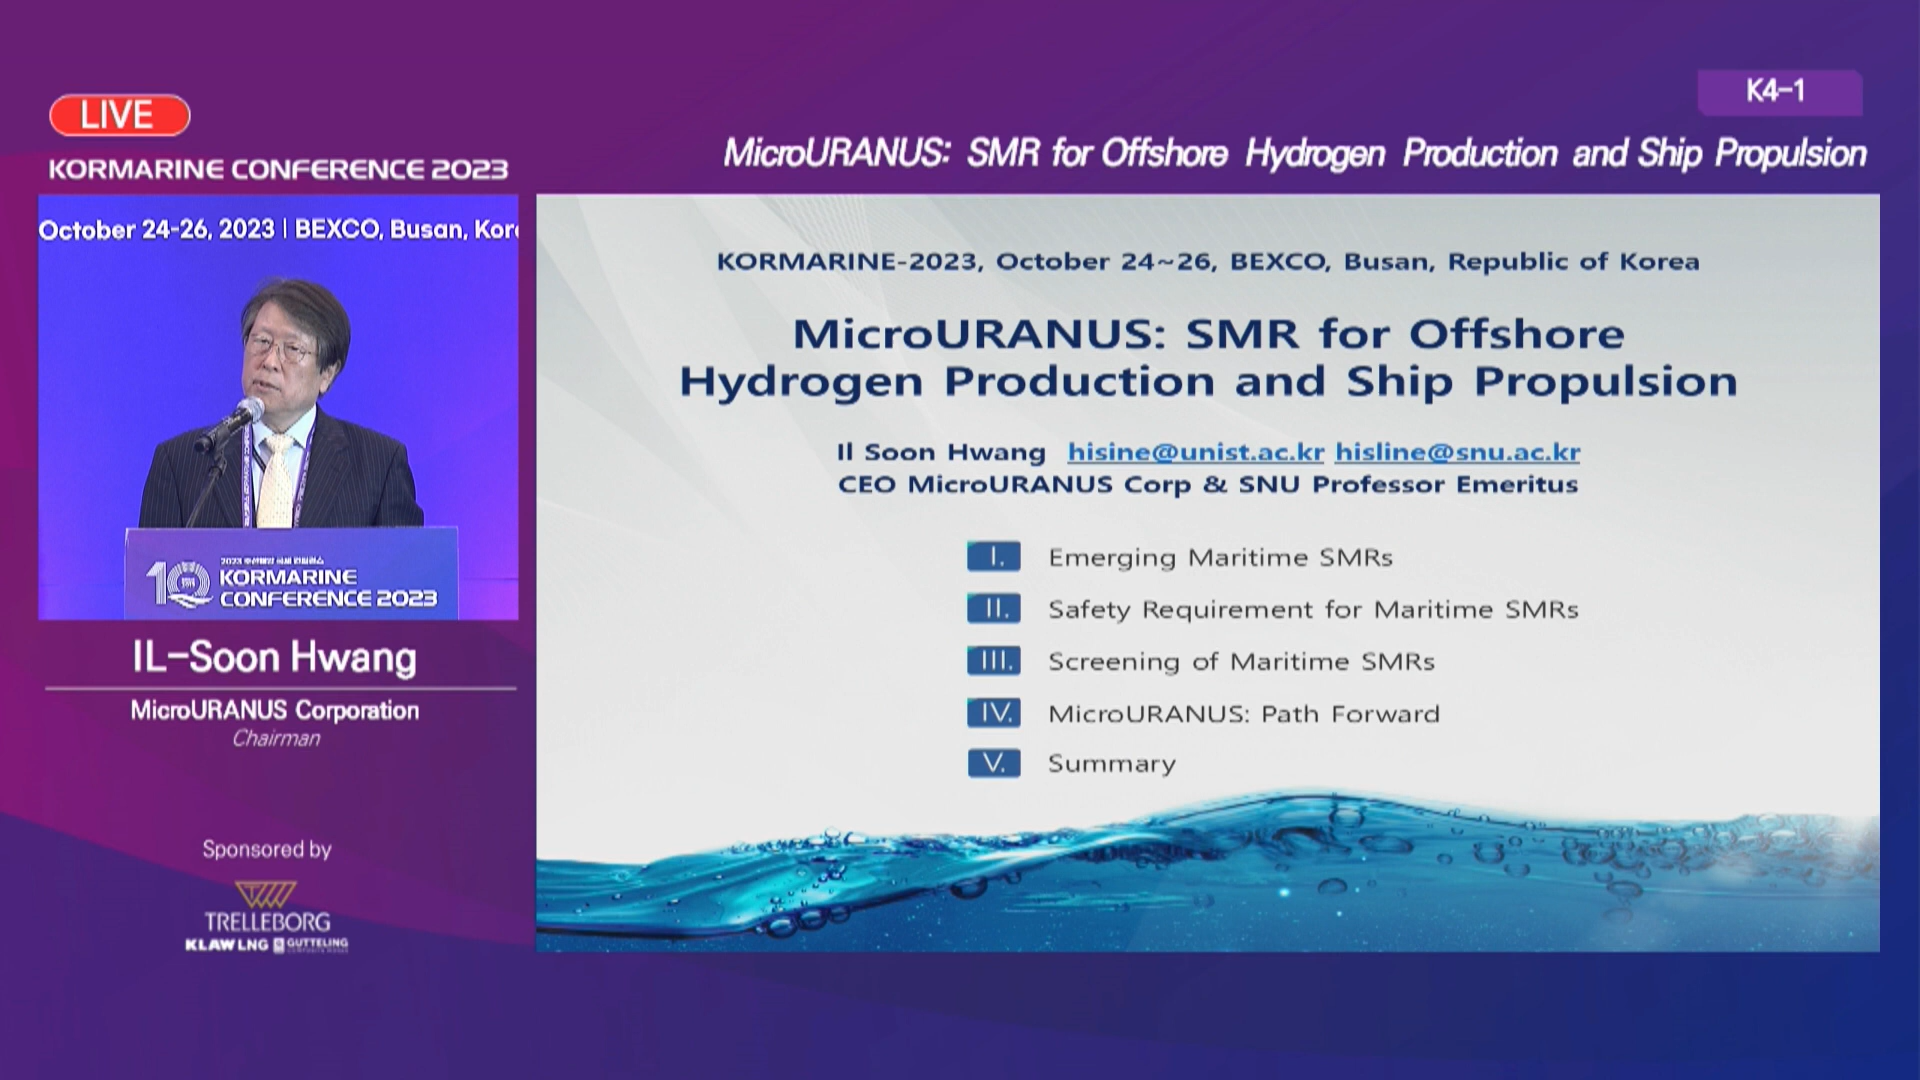 LIVE
KORMARINE CONFERENCE 2023
K4-1
MicroURANUS: SMR for Offshore Hydrogen Production and Ship Propulsion
October 24-26, 2023 | BEXCO, Busan, Kore
10
KORMARINE
CONFERENCE 2023
IL-Soon Hwang
MicroURANUS Corporation
Chairman
Sponsored by
TRELLEBORG
KLAW LNG GUTTELING
KORMARINE-2023, October 24~26, BEXCO, Busan, Republic of Korea
MicroURANUS: SMR for Offshore
Hydrogen Production and Ship Propulsion
Il Soon Hwang hisine@unist.ac.kr hisline@snu.ac.kr
CEO MicroURANUS Corp & SNU Professor Emeritus
I. Emerging Maritime SMRs
II. Safety Requirement for Maritime SMRs
III. Screening of Maritime SMRs
IV. MicroURANUS: Path Forward
V. Summary